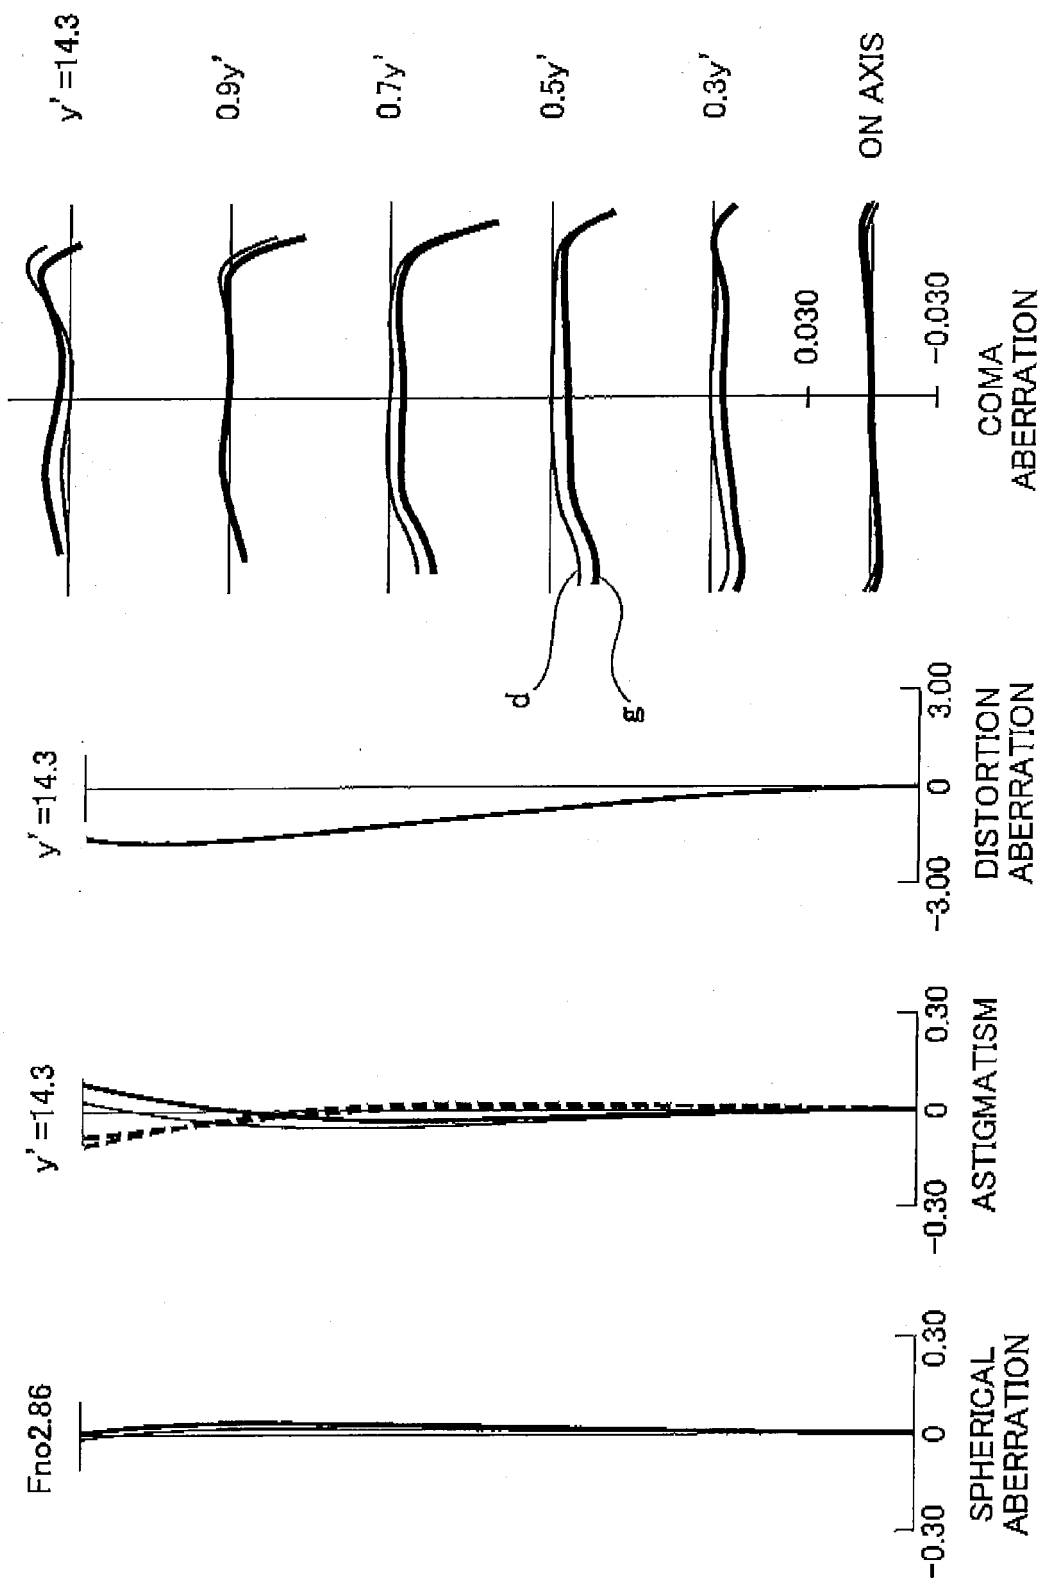 Fno2.86
-0.30
0
0.30
SPHERICAL
ABERRATION
y' =14.3
-0.30
0
0.30
ASTIGMATISM
y' =14.3
-3.00
0
3.00
DISTORTION
ABERRATION
y' =14.3
0.9y'
0.7y'
0.5y'
0.3y'
ON AXIS
d
g
0.030
-0.030
COMA
ABERRATION